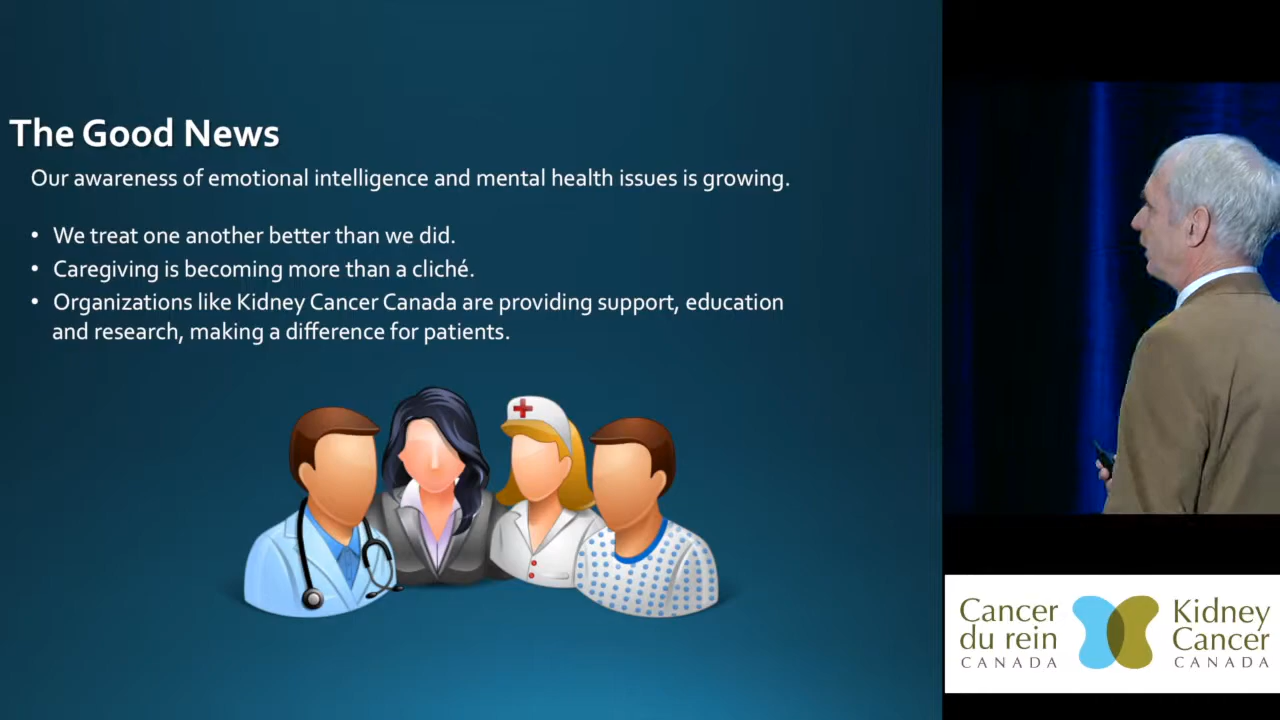 The Good News
Our awareness of emotional intelligence and mental health issues is growing.
• We treat one another better than we did.
• Caregiving is becoming more than a cliché.
• Organizations like Kidney Cancer Canada are providing support, education
and research, making a difference for patients.
Cancer
du rein
CANADA
Kidney
Cancer
CANADA